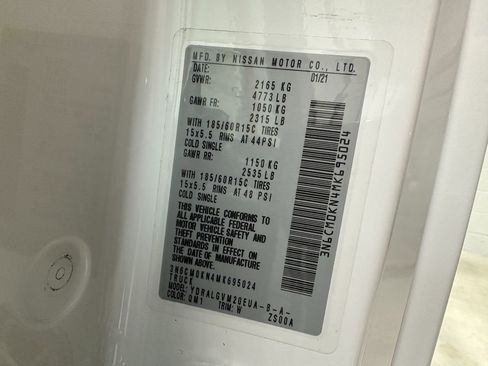 MFD. BY NISSAN MOTOR CO., LTD.
DATE: 01/21
GVWR: 2165 KG
4773 LB
GAWR FR: 1050 KG
2315 LB
WITH 185/60R15C TIRES
15x5.5 RIMS AT 44PSI
COLD SINGLE
GAWR RR: 1150 KG
2535 LB
WITH 185/60R15C TIRES
15x5.5 RIMS AT 48 PSI
COLD SINGLE
THIS VEHICLE CONFORMS TO
ALL APPLICABLE FEDERAL
MOTOR VEHICLE SAFETY AND
THEFT PREVENTION
STANDARDS IN EFFECT ON
THE DATE OF MANUFACTURE
SHOWN ABOVE.
3N6CM0KN4MK695024
TRUCK
MODEL: YDRALGVM20EUA-B-A-
COLOR: QM1 TRIM: W ZS00A
3N6CM0KN4MK695024